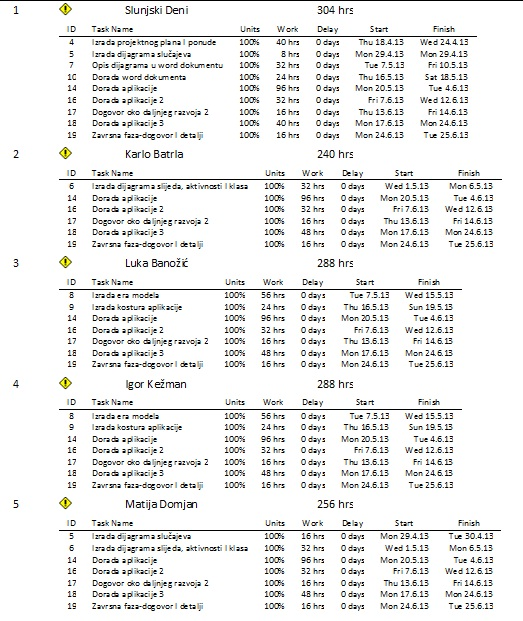 1 Slunjski Deni 304 hrs
ID Task Name Units Work Delay Start Finish
4 Izrada projektnog plana I ponude 100% 40 hrs 0 days Thu 18.4.13 Wed 24.4.13
5 Izrada dijagrama slučajeva 100% 8 hrs 0 days Mon 29.4.13 Mon 29.4.13
7 Opis dijagrama u word dokumentu 100% 32 hrs 0 days Tue 7.5.13 Fri 10.5.13
10 Dorada word dokumenta 100% 24 hrs 0 days Thu 16.5.13 Sat 18.5.13
14 Dorada aplikacije 100% 96 hrs 0 days Mon 20.5.13 Tue 4.6.13
16 Dorada aplikacije 2 100% 32 hrs 0 days Fri 7.6.13 Wed 12.6.13
17 Dogovor oko daljnjeg razvoja 2 100% 16 hrs 0 days Thu 13.6.13 Fri 14.6.13
18 Dorada aplikacije 3 100% 40 hrs 0 days Mon 17.6.13 Mon 24.6.13
19 Zavrsna faza-dogovor I detalji 100% 16 hrs 0 days Mon 24.6.13 Tue 25.6.13
2 Karlo Batrla 240 hrs
ID Task Name Units Work Delay Start Finish
6 Izrada dijagrama slijeda, aktivnosti I klasa 100% 32 hrs 0 days Wed 1.5.13 Mon 6.5.13
14 Dorada aplikacije 100% 96 hrs 0 days Mon 20.5.13 Tue 4.6.13
16 Dorada aplikacije 2 100% 32 hrs 0 days Fri 7.6.13 Wed 12.6.13
17 Dogovor oko daljnjeg razvoja 2 100% 16 hrs 0 days Thu 13.6.13 Fri 14.6.13
18 Dorada aplikacije 3 100% 48 hrs 0 days Mon 17.6.13 Mon 24.6.13
19 Zavrsna faza-dogovor I detalji 100% 16 hrs 0 days Mon 24.6.13 Tue 25.6.13
3 Luka Banožić 288 hrs
ID Task Name Units Work Delay Start Finish
8 Izrada era modela 100% 56 hrs 0 days Tue 7.5.13 Wed 15.5.13
9 Izrada kostura aplikacije 100% 24 hrs 0 days Thu 16.5.13 Sun 19.5.13
14 Dorada aplikacije 100% 96 hrs 0 days Mon 20.5.13 Tue 4.6.13
16 Dorada aplikacije 2 100% 32 hrs 0 days Fri 7.6.13 Wed 12.6.13
17 Dogovor oko daljnjeg razvoja 2 100% 16 hrs 0 days Thu 13.6.13 Fri 14.6.13
18 Dorada aplikacije 3 100% 48 hrs 0 days Mon 17.6.13 Mon 24.6.13
19 Zavrsna faza-dogovor I detalji 100% 16 hrs 0 days Mon 24.6.13 Tue 25.6.13
4 Igor Kežman 288 hrs
ID Task Name Units Work Delay Start Finish
8 Izrada era modela 100% 56 hrs 0 days Tue 7.5.13 Wed 15.5.13
9 Izrada kostura aplikacije 100% 24 hrs 0 days Thu 16.5.13 Sun 19.5.13
14 Dorada aplikacije 100% 96 hrs 0 days Mon 20.5.13 Tue 4.6.13
16 Dorada aplikacije 2 100% 32 hrs 0 days Fri 7.6.13 Wed 12.6.13
17 Dogovor oko daljnjeg razvoja 2 100% 16 hrs 0 days Thu 13.6.13 Fri 14.6.13
18 Dorada aplikacije 3 100% 48 hrs 0 days Mon 17.6.13 Mon 24.6.13
19 Zavrsna faza-dogovor I detalji 100% 16 hrs 0 days Mon 24.6.13 Tue 25.6.13
5 Matija Domjan 256 hrs
ID Task Name Units Work Delay Start Finish
5 Izrada dijagrama slučajeva 100% 16 hrs 0 days Mon 29.4.13 Tue 30.4.13
6 Izrada dijagrama slijeda, aktivnosti I klasa 100% 32 hrs 0 days Wed 1.5.13 Mon 6.5.13
14 Dorada aplikacije 100% 96 hrs 0 days Mon 20.5.13 Tue 4.6.13
16 Dorada aplikacije 2 100% 32 hrs 0 days Fri 7.6.13 Wed 12.6.13
17 Dogovor oko daljnjeg razvoja 2 100% 16 hrs 0 days Thu 13.6.13 Fri 14.6.13
18 Dorada aplikacije 3 100% 48 hrs 0 days Mon 17.6.13 Mon 24.6.13
19 Zavrsna faza-dogovor I detalji 100% 16 hrs 0 days Mon 24.6.13 Tue 25.6.13